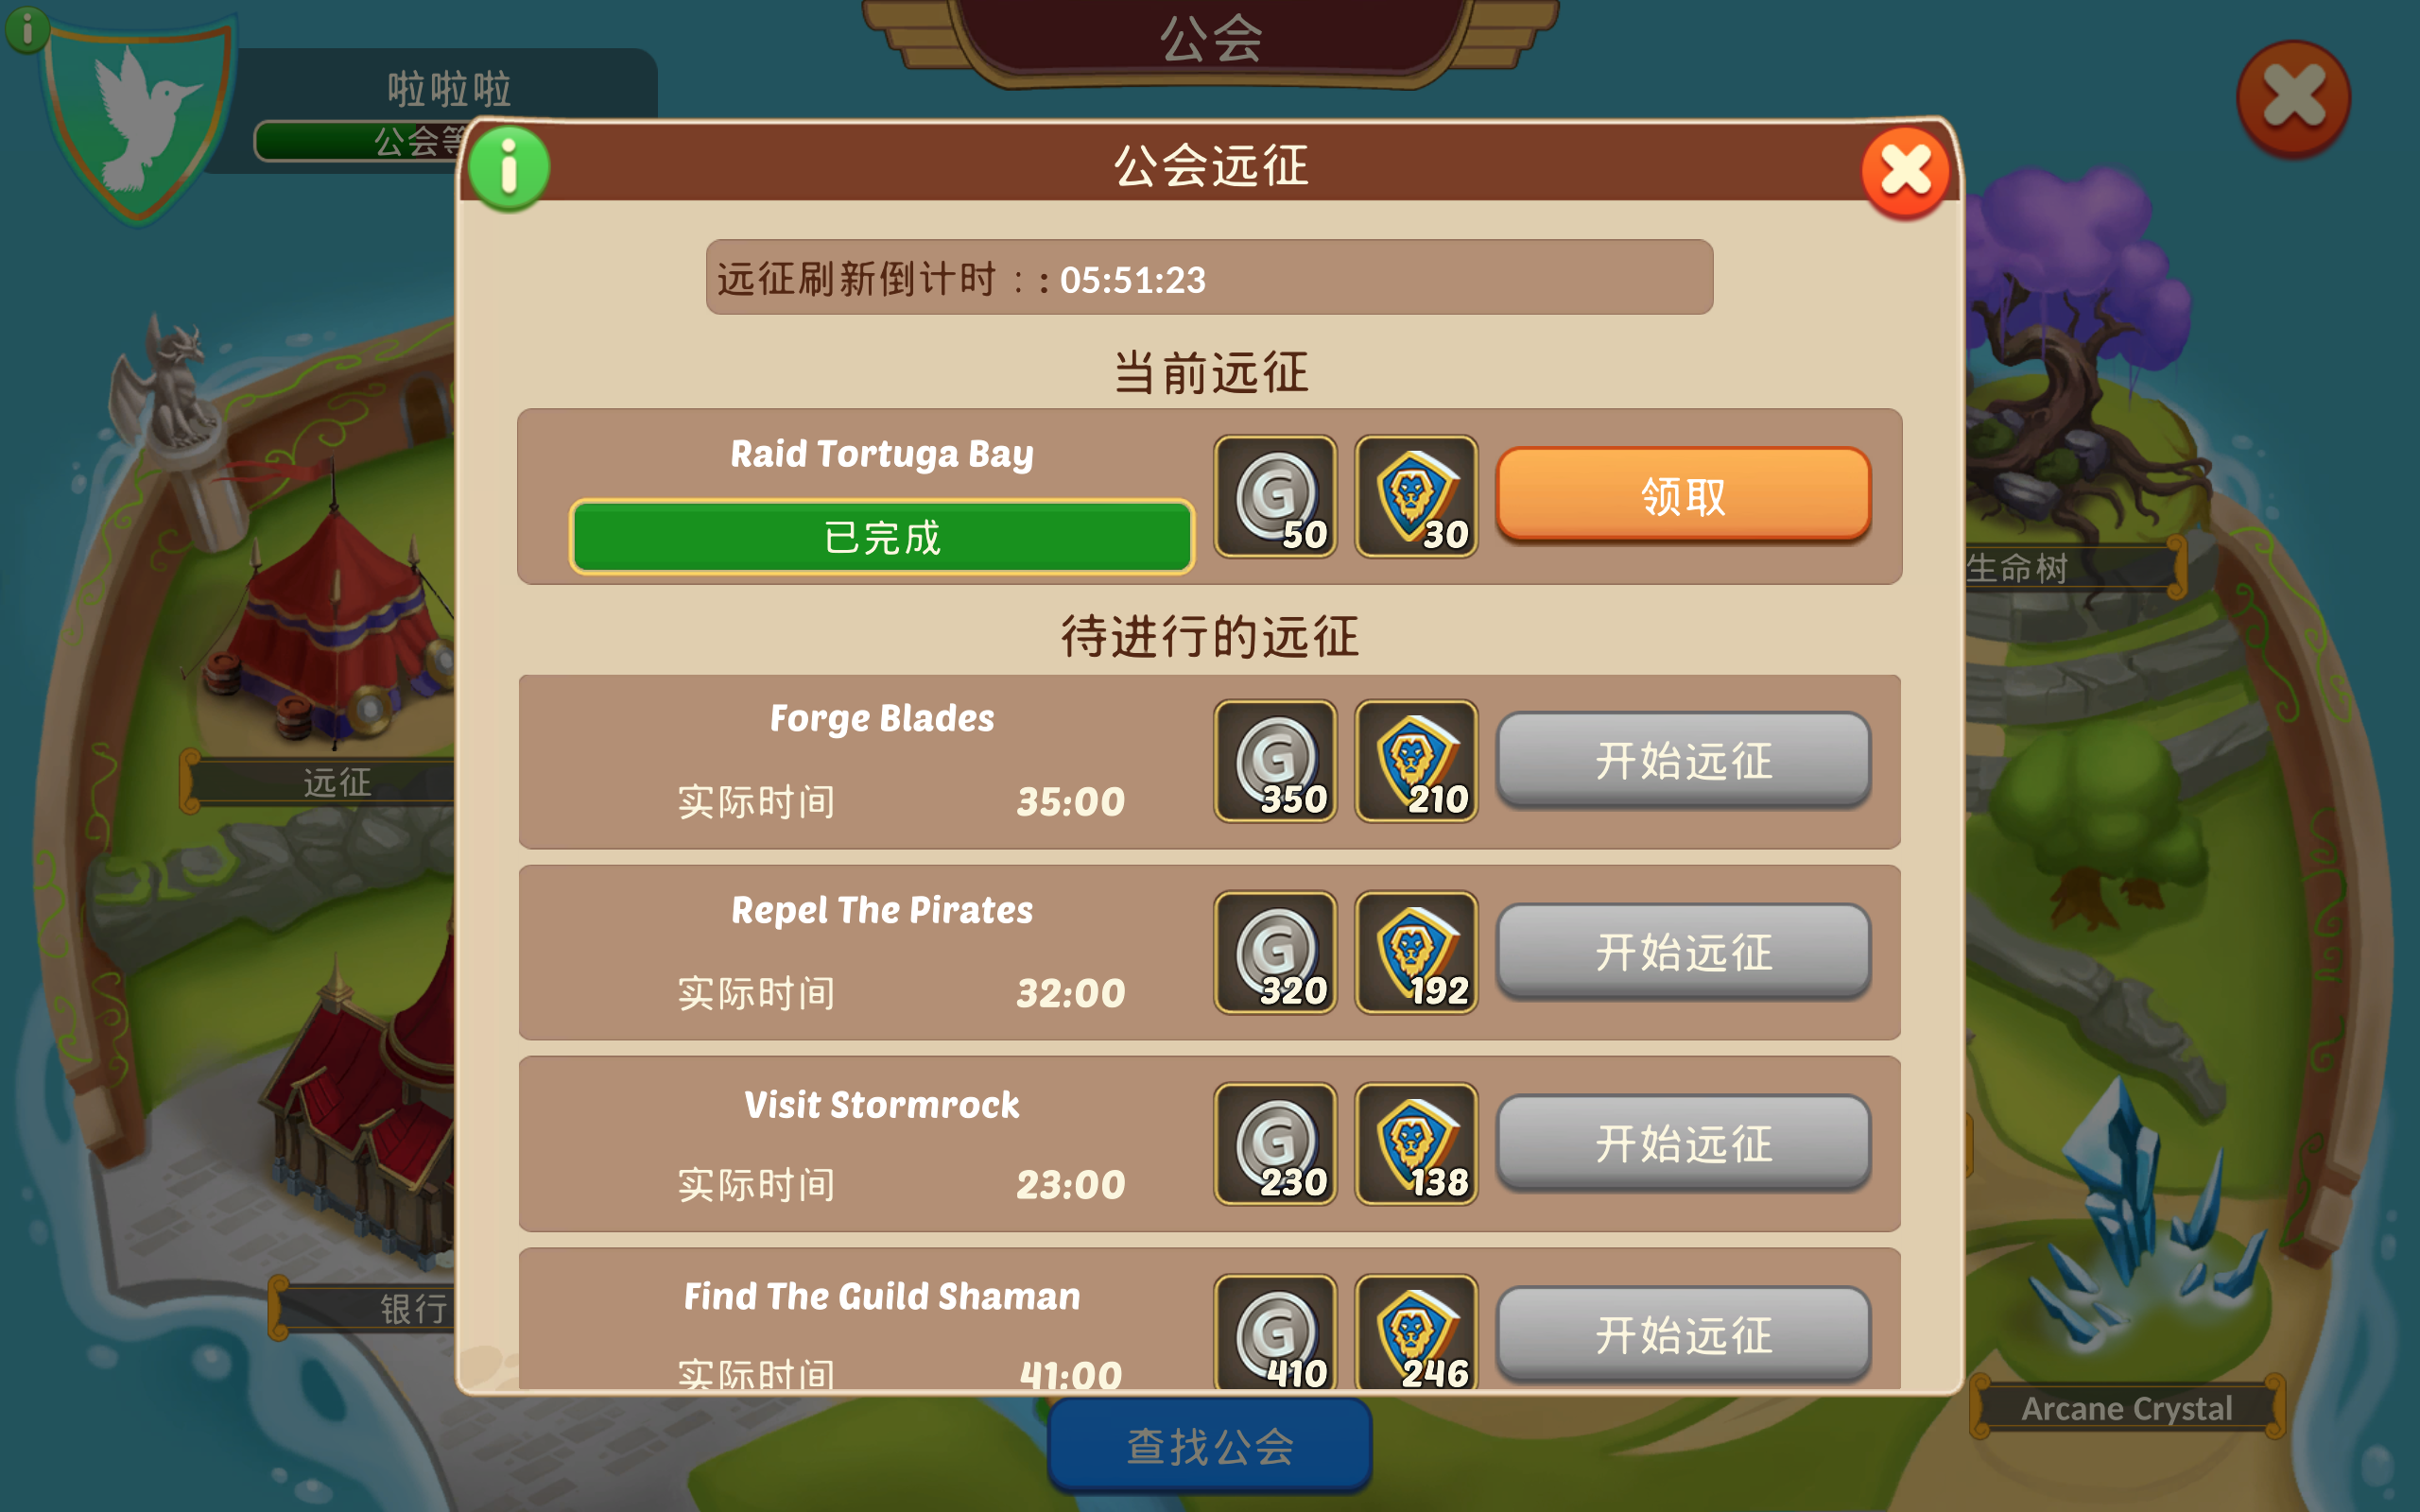 公会
啦啦啦
公会等
公会远征
远征刷新倒计时：: 05:51:23
当前远征
Raid Tortuga Bay
已完成
50
30
领取
待进行的远征
Forge Blades
实际时间 35:00
350
210
开始远征
Repel The Pirates
实际时间 32:00
320
192
开始远征
Visit Stormrock
实际时间 23:00
230
138
开始远征
Find The Guild Shaman
实际时间 41:00
410
246
开始远征
远征
银行
生命树
Arcane Crystal
查找公会